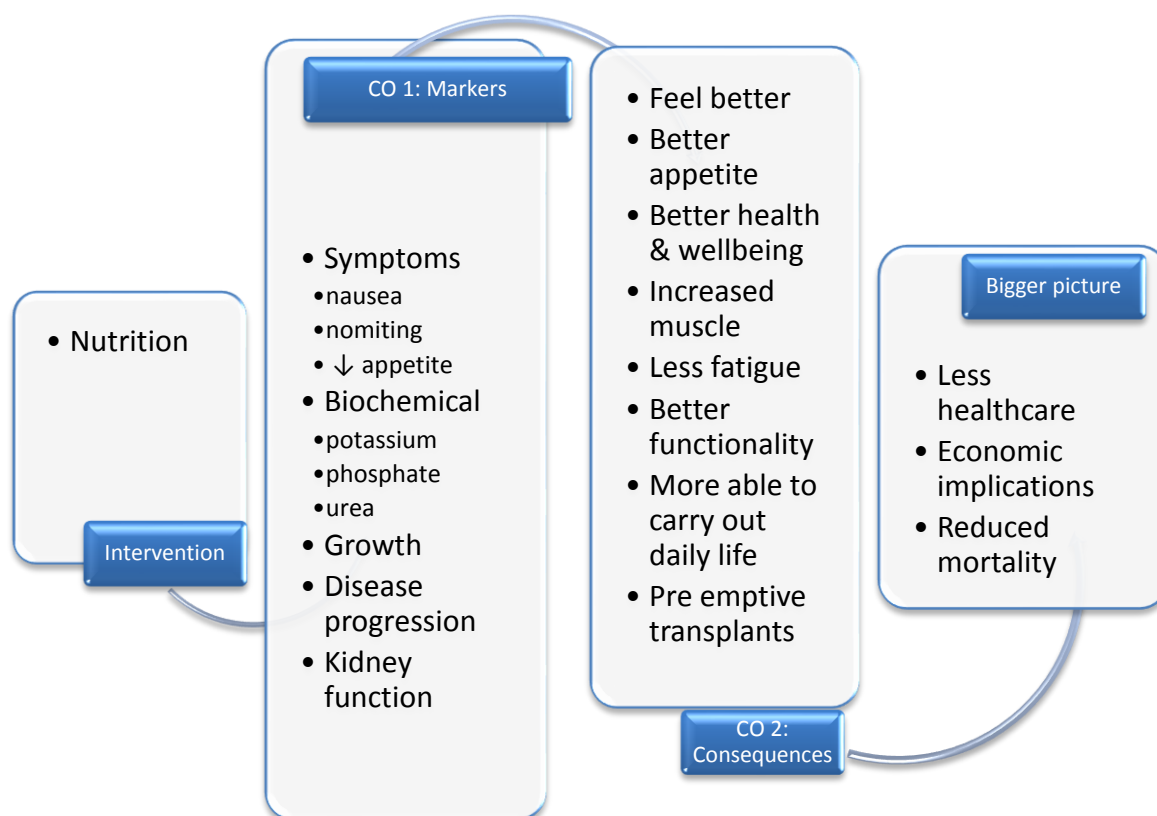 • Nutrition
Intervention
CO 1: Markers
• Symptoms
•nausea
•nomiting
• ↓ appetite
• Biochemical
•potassium
•phosphate
•urea
• Growth
• Disease
progression
• Kidney
function
• Feel better
• Better
appetite
• Better health
& wellbeing
• Increased
muscle
• Less fatigue
• Better
functionality
• More able to
carry out
daily life
• Pre emptive
transplants
CO 2:
Consequences
Bigger picture
• Less
healthcare
• Economic
implications
• Reduced
mortality